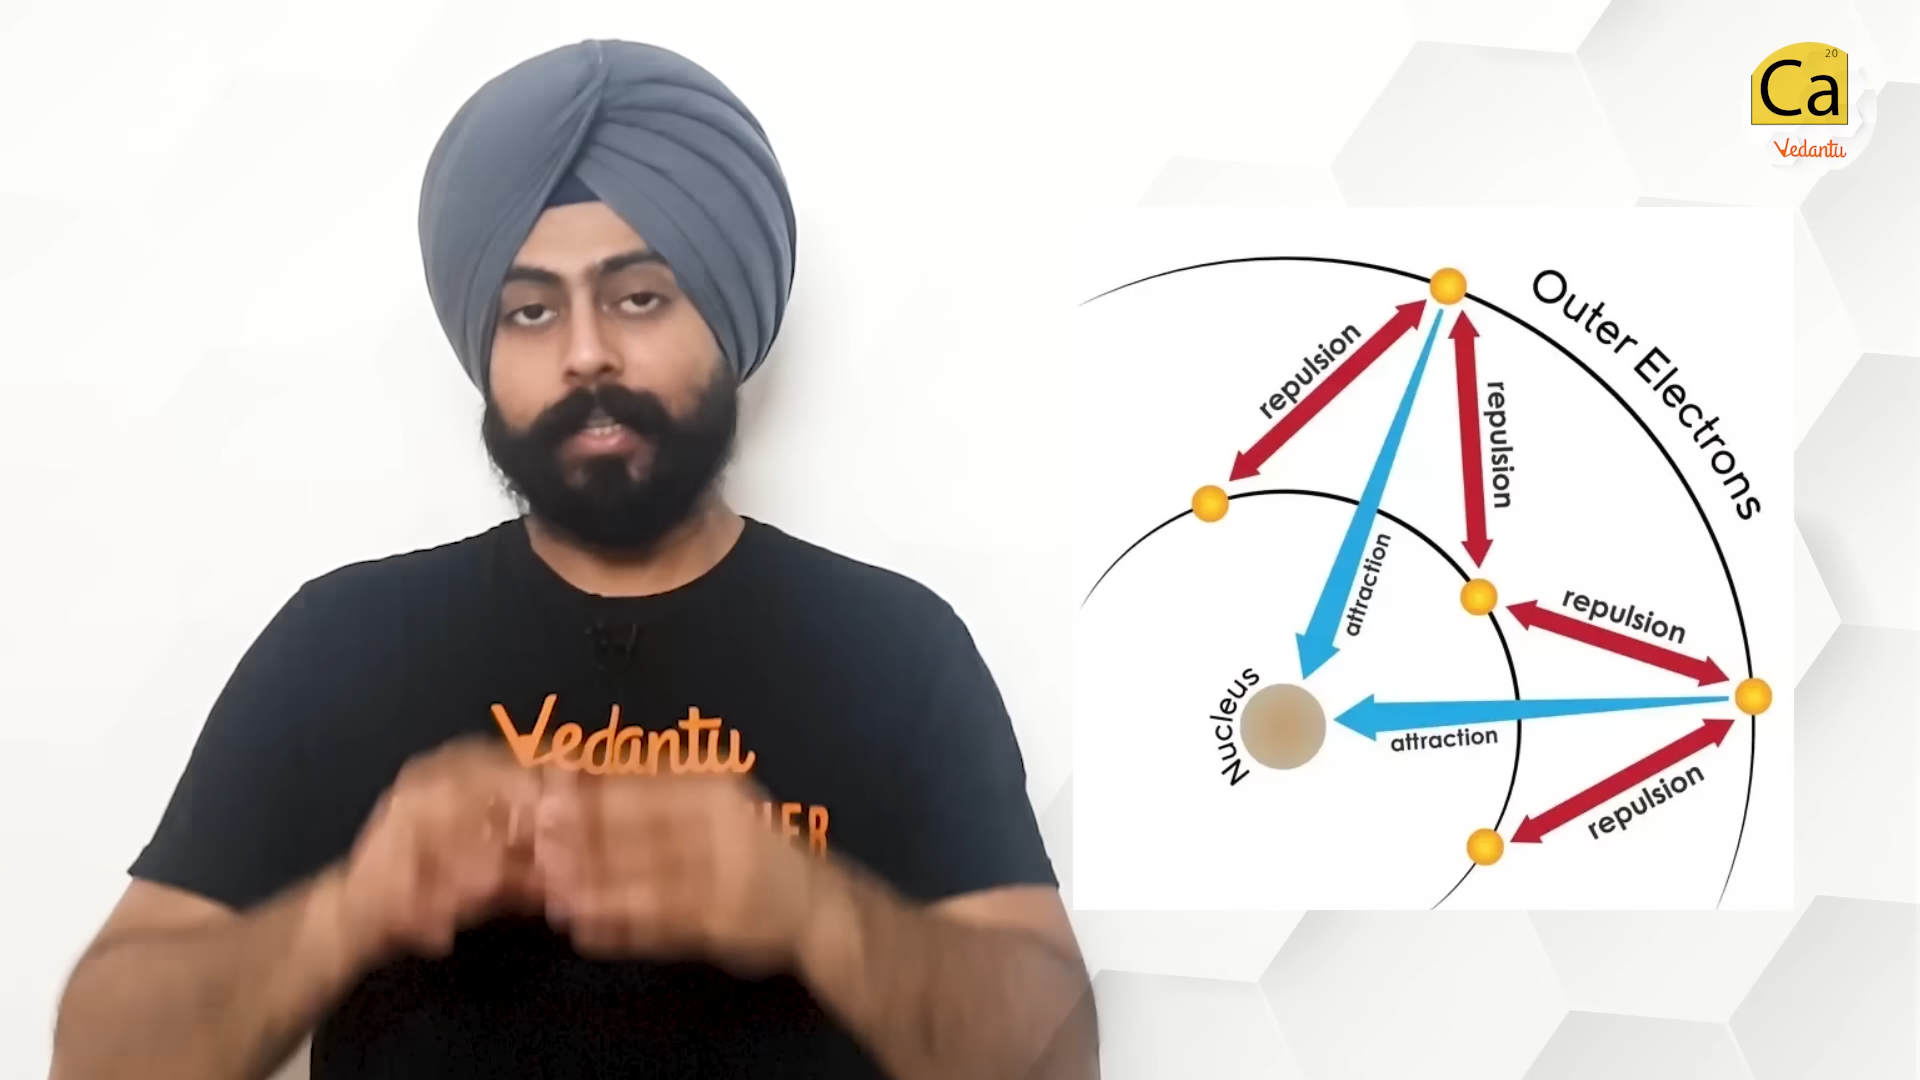 20
Ca
Vedantu
Outer Electrons
repulsion
repulsion
attraction
repulsion
Nucleus
attraction
repulsion
Vedantu